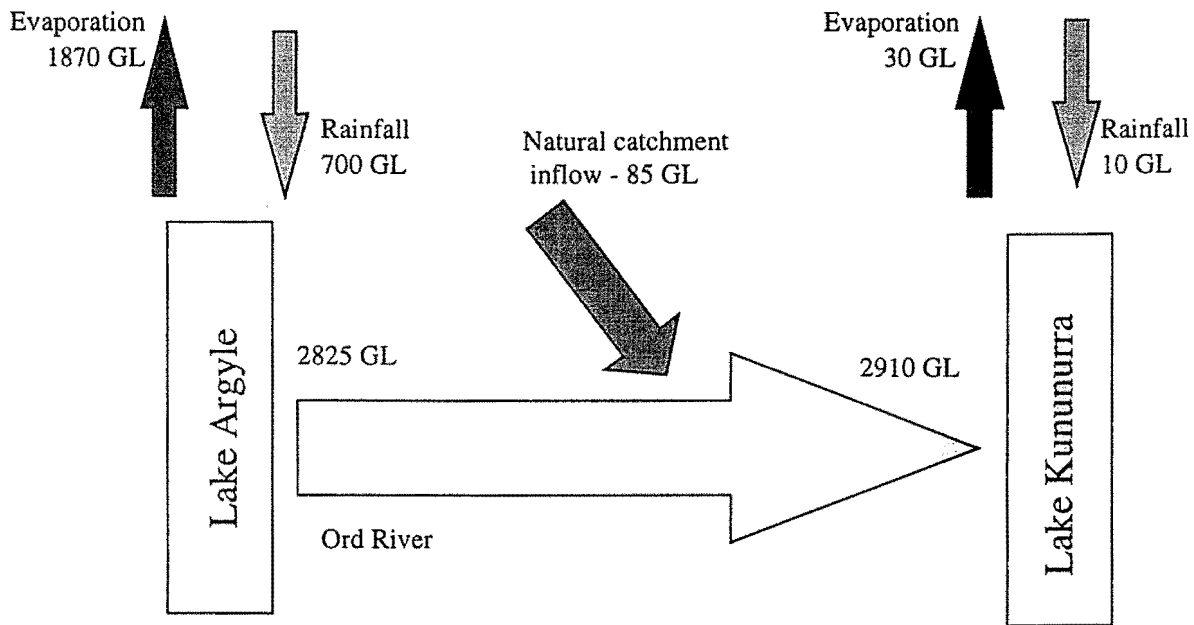 Evaporation
1870 GL
Rainfall
700 GL
Natural catchment
inflow - 85 GL
Evaporation
30 GL
Rainfall
10 GL
Lake Argyle
2825 GL
2910 GL
Ord River
Lake Kununurra